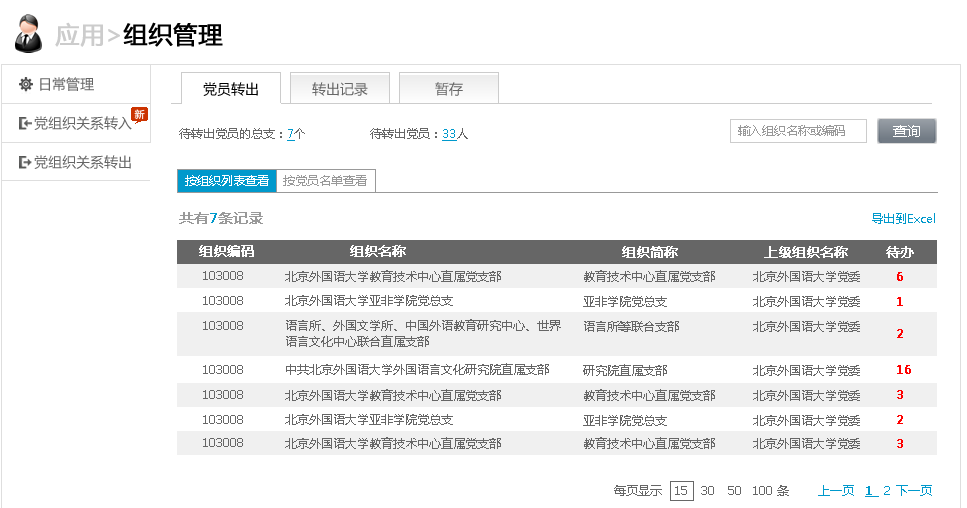 应用>组织管理
日常管理
党组织关系转入
新
党组织关系转出
党员转出 转出记录 暂存
待转出党员的总支：7个 待转出党员：33人 输入组织名称或编码 查询
按组织列表查看 按党员名单查看
共有7条记录 导出到Excel
组织编码 组织名称 组织简称 上级组织名称 待办
103008 北京外国语大学教育技术中心直属党支部 教育技术中心直属党支部 北京外国语大学党委 6
103008 北京外国语大学亚非学院党总支 亚非学院党总支 北京外国语大学党委 1
103008 语言所、外国文学所、中国外语教育研究中心、世界 语言所等联合支部 北京外国语大学党委 2
语言文化中心联合直属支部
103008 中共北京外国语大学外国语言文化研究院直属支部 研究院直属支部 北京外国语大学党委 16
103008 北京外国语大学教育技术中心直属党支部 教育技术中心直属党支部 北京外国语大学党委 3
103008 北京外国语大学亚非学院党总支 亚非学院党总支 北京外国语大学党委 2
103008 北京外国语大学教育技术中心直属党支部 教育技术中心直属党支部 北京外国语大学党委 3
每页显示 15 30 50 100 条 上一页 1 2 下一页